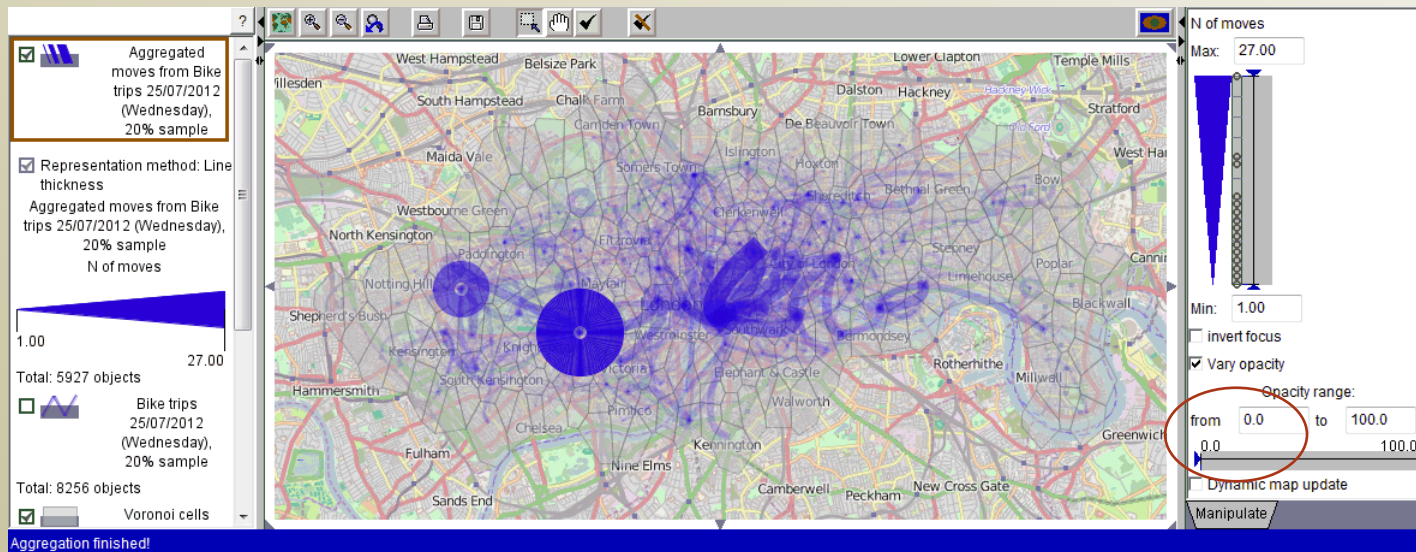 ?
Aggregated
moves from Bike
trips 25/07/2012
(Wednesday),
20% sample
Representation method: Line
thickness
Aggregated moves from Bike
trips 25/07/2012 (Wednesday),
20% sample
N of moves
1.00
27.00
Total: 5927 objects
Bike trips
25/07/2012
(Wednesday),
20% sample
Total: 8256 objects
Voronoi cells
Aggregation finished!
West Hampstead
Belsize Park
Lower Clapton
Temple Mills
Willesden
Dalston
Hackney
Hackney Wick
South Hampstead
Chalk Farm
Barnsbury
Stratford
Camden Town
De Beauvoir Town
Old Ford
Maida Vale
Islington
Hoxton
West Ham
Somers Town
Bow
Shoreditch
Bethnal Green
Westbourne Green
Clerkenwell
North Kensington
Fitzrovia
Stepney
Paddington
City of London
Poplar
Notting Hill
Mayfair
Limehouse
London
Blackwall
Shepherd's Bush
Southwark
Westminster
Bermondsey
Kensington
Rotherhithe
Victoria
Elephant & Castle
Millwall
South Kensington
Hammersmith
Pimlico
Walworth
Chelsea
Kennington
Greenwich
Fulham
Nine Elms
Camberwell
Peckham
New Cross Gate
Sands End
N of moves
Max: 27.00
Min: 1.00
invert focus
Vary opacity
Opacity range:
from 0.0 to 100.0
0.0 100.0
Dynamic map update
Manipulate